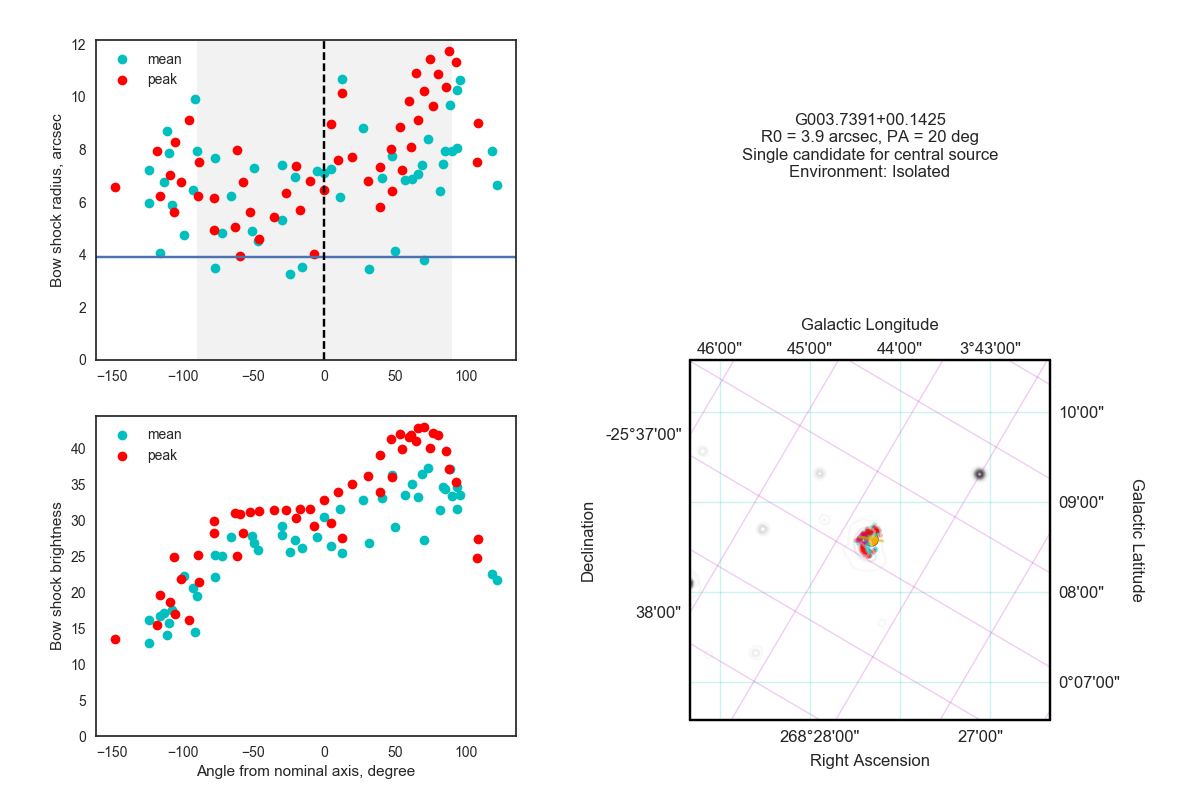 12
10
8
6
4
2
0
Bow shock radius, arcsec
mean
peak
−150
−100
−50
0
50
100
G003.7391+00.1425
R0 = 3.9 arcsec, PA = 20 deg
Single candidate for central source
Environment: Isolated
40
35
30
25
20
15
10
5
0
Bow shock brightness
mean
peak
−150
−100
−50
0
50
100
Angle from nominal axis, degree
Galactic Longitude
46'00"
45'00"
44'00"
3°43'00"
-25°37'00"
38'00"
Declination
10'00"
09'00"
08'00"
0°07'00"
Galactic Latitude
268°28'00"
27'00"
Right Ascension